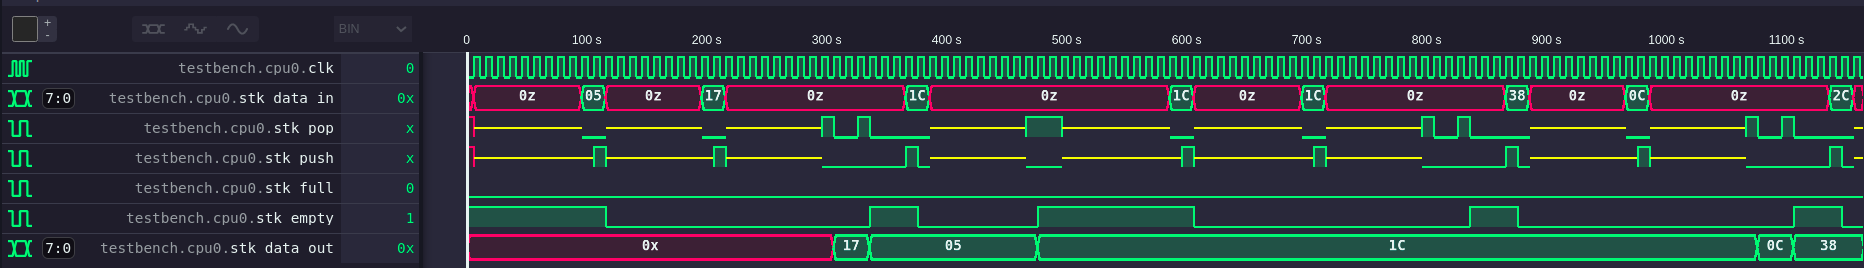 +
-
BIN
0 100 s 200 s 300 s 400 s 500 s 600 s 700 s 800 s 900 s 1000 s 1100 s
testbench.cpu0.clk 0
7:0 testbench.cpu0.stk data in 0x 0z 05 0z 17 0z 1C 0z 1C 0z 1C 0z 38 0z 0C 0z 2C
testbench.cpu0.stk pop x
testbench.cpu0.stk push x
testbench.cpu0.stk full 0
testbench.cpu0.stk empty 1
7:0 testbench.cpu0.stk data out 0x 0x 17 05 1C 0C 38